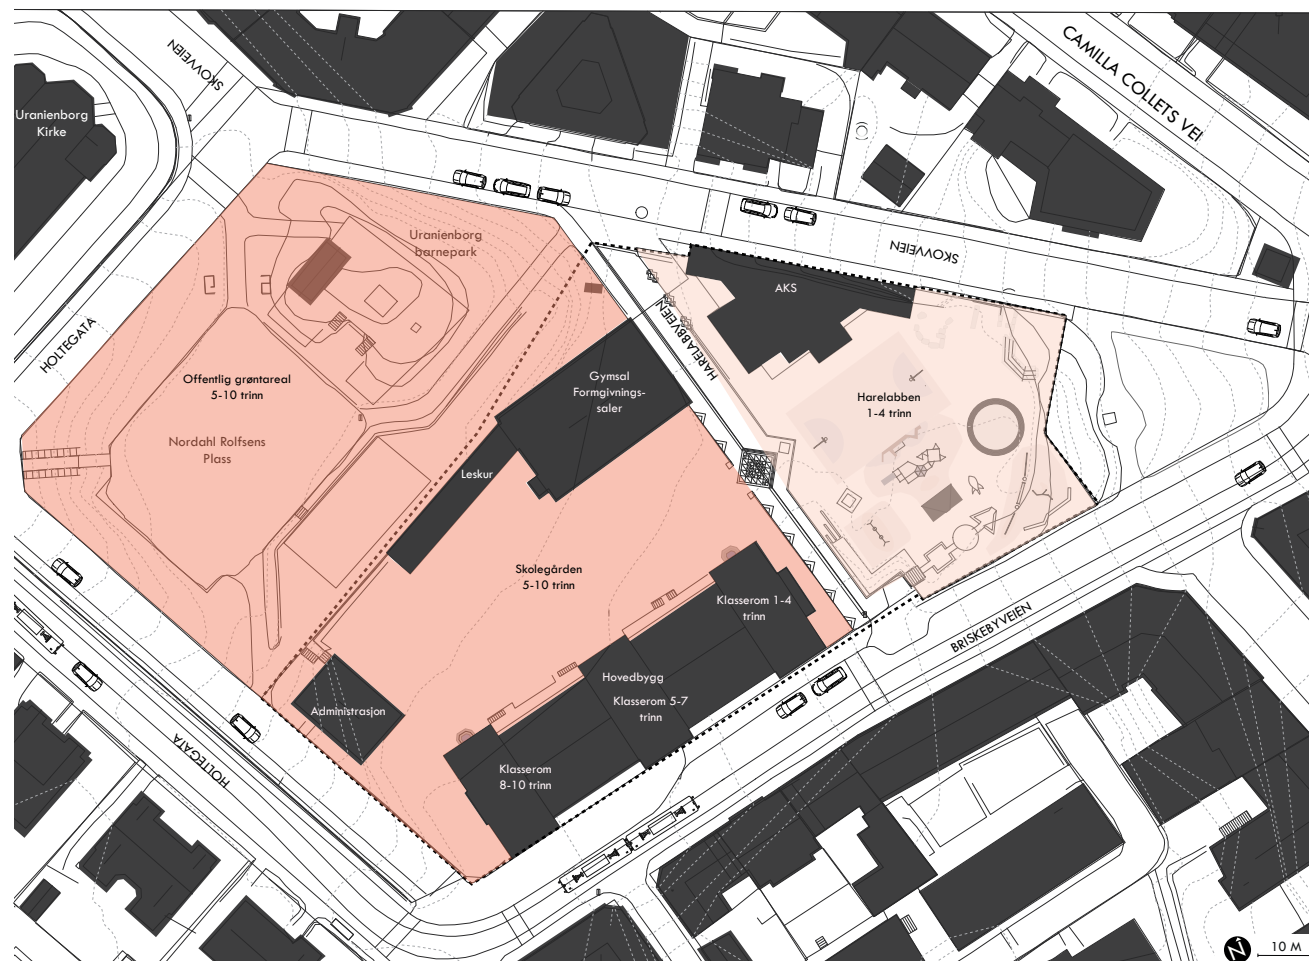 SKOVVEIEN
CAMILLA COLLETS VEI
Uranienborg
Kirke
Uranienborg
barnepark
SKOVVEIEN
AKS
HARELABBVEIEN
HOLTEGATA
Offentlig grøntareal
5-10 trinn
Gymsal
Formgivnings-
saler
Harelabben
1-4 trinn
Nordahl Rolfsens
Plass
Leskur
Skolegården
5-10 trinn
Klasserom 1-4
trinn
BRISKEBYVEIEN
Hovedbygg
Klasserom 5-7
trinn
Administrasjon
HOLTEGATA
Klasserom
8-10 trinn
N
10 M